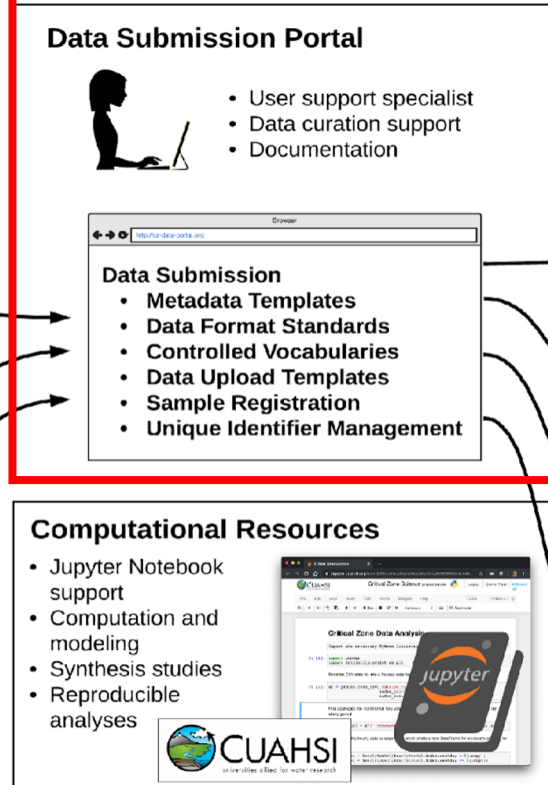 Data Submission Portal
• User support specialist
• Data curation support
• Documentation
Browser
http://cz-data-portal.org
Data Submission
• Metadata Templates
• Data Format Standards
• Controlled Vocabularies
• Data Upload Templates
• Sample Registration
• Unique Identifier Management
Computational Resources
• Jupyter Notebook
support
• Computation and
modeling
• Synthesis studies
• Reproducible
analyses
CUAHSI
Critical Zone Data Analysis
jupyter
CUAHSI
universities allied for water research